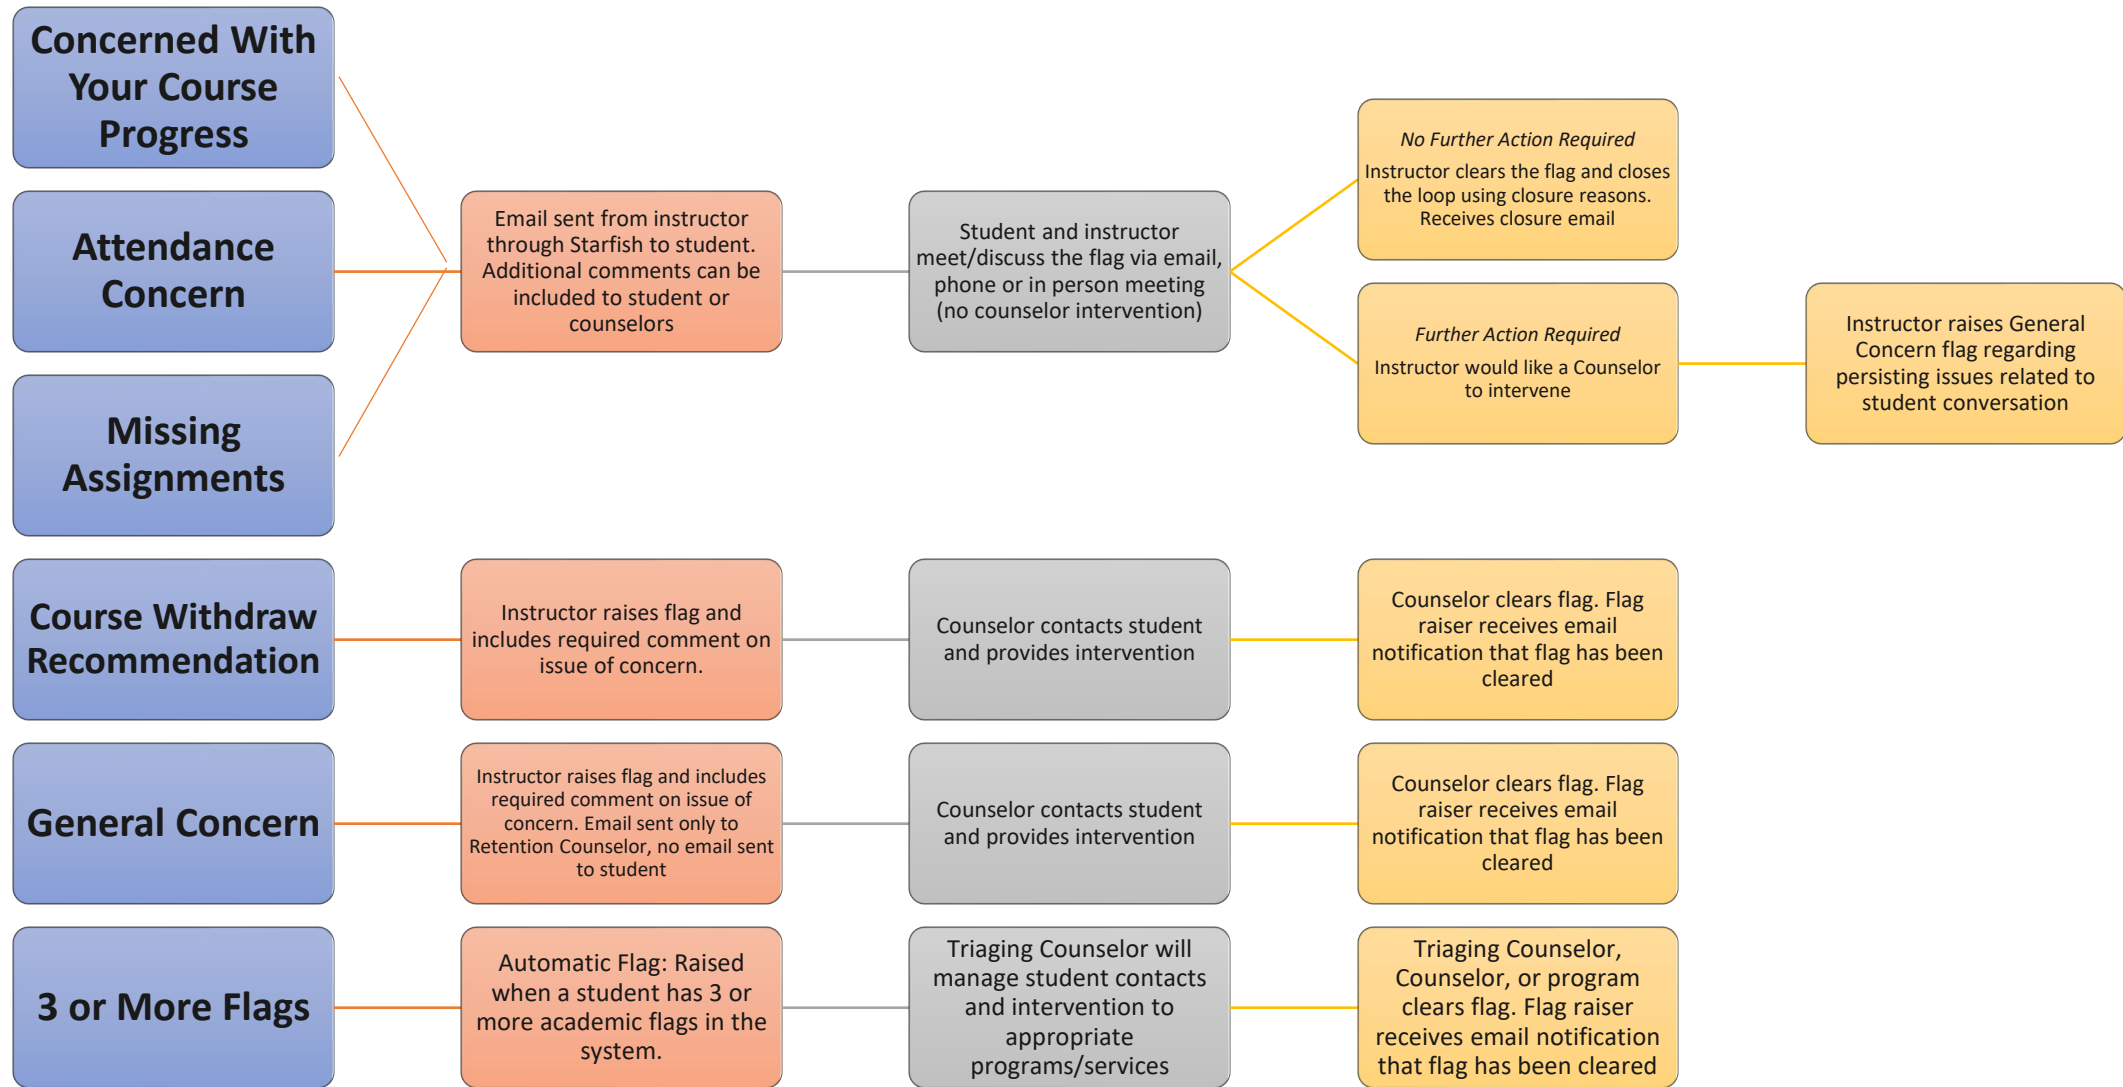 Concerned With
Your Course
Progress
Attendance
Concern
Missing
Assignments
Email sent from instructor
through Starfish to student.
Additional comments can be
included to student or
counselors
Student and instructor
meet/discuss the flag via email,
phone or in person meeting
(no counselor intervention)
No Further Action Required
Instructor clears the flag and closes
the loop using closure reasons.
Receives closure email
Further Action Required
Instructor would like a Counselor
to intervene
Instructor raises General
Concern flag regarding
persisting issues related to
student conversation
Course Withdraw
Recommendation
Instructor raises flag and
includes required comment on
issue of concern.
Counselor contacts student
and provides intervention
Counselor clears flag. Flag
raiser receives email
notification that flag has been
cleared
General Concern
Instructor raises flag and includes
required comment on issue of
concern. Email sent only to
Retention Counselor, no email sent
to student
Counselor contacts student
and provides intervention
Counselor clears flag. Flag
raiser receives email
notification that flag has been
cleared
3 or More Flags
Automatic Flag: Raised
when a student has 3 or
more academic flags in the
system.
Triaging Counselor will
manage student contacts
and intervention to
appropriate
programs/services
Triaging Counselor,
Counselor, or program
clears flag. Flag raiser
receives email notification
that flag has been cleared